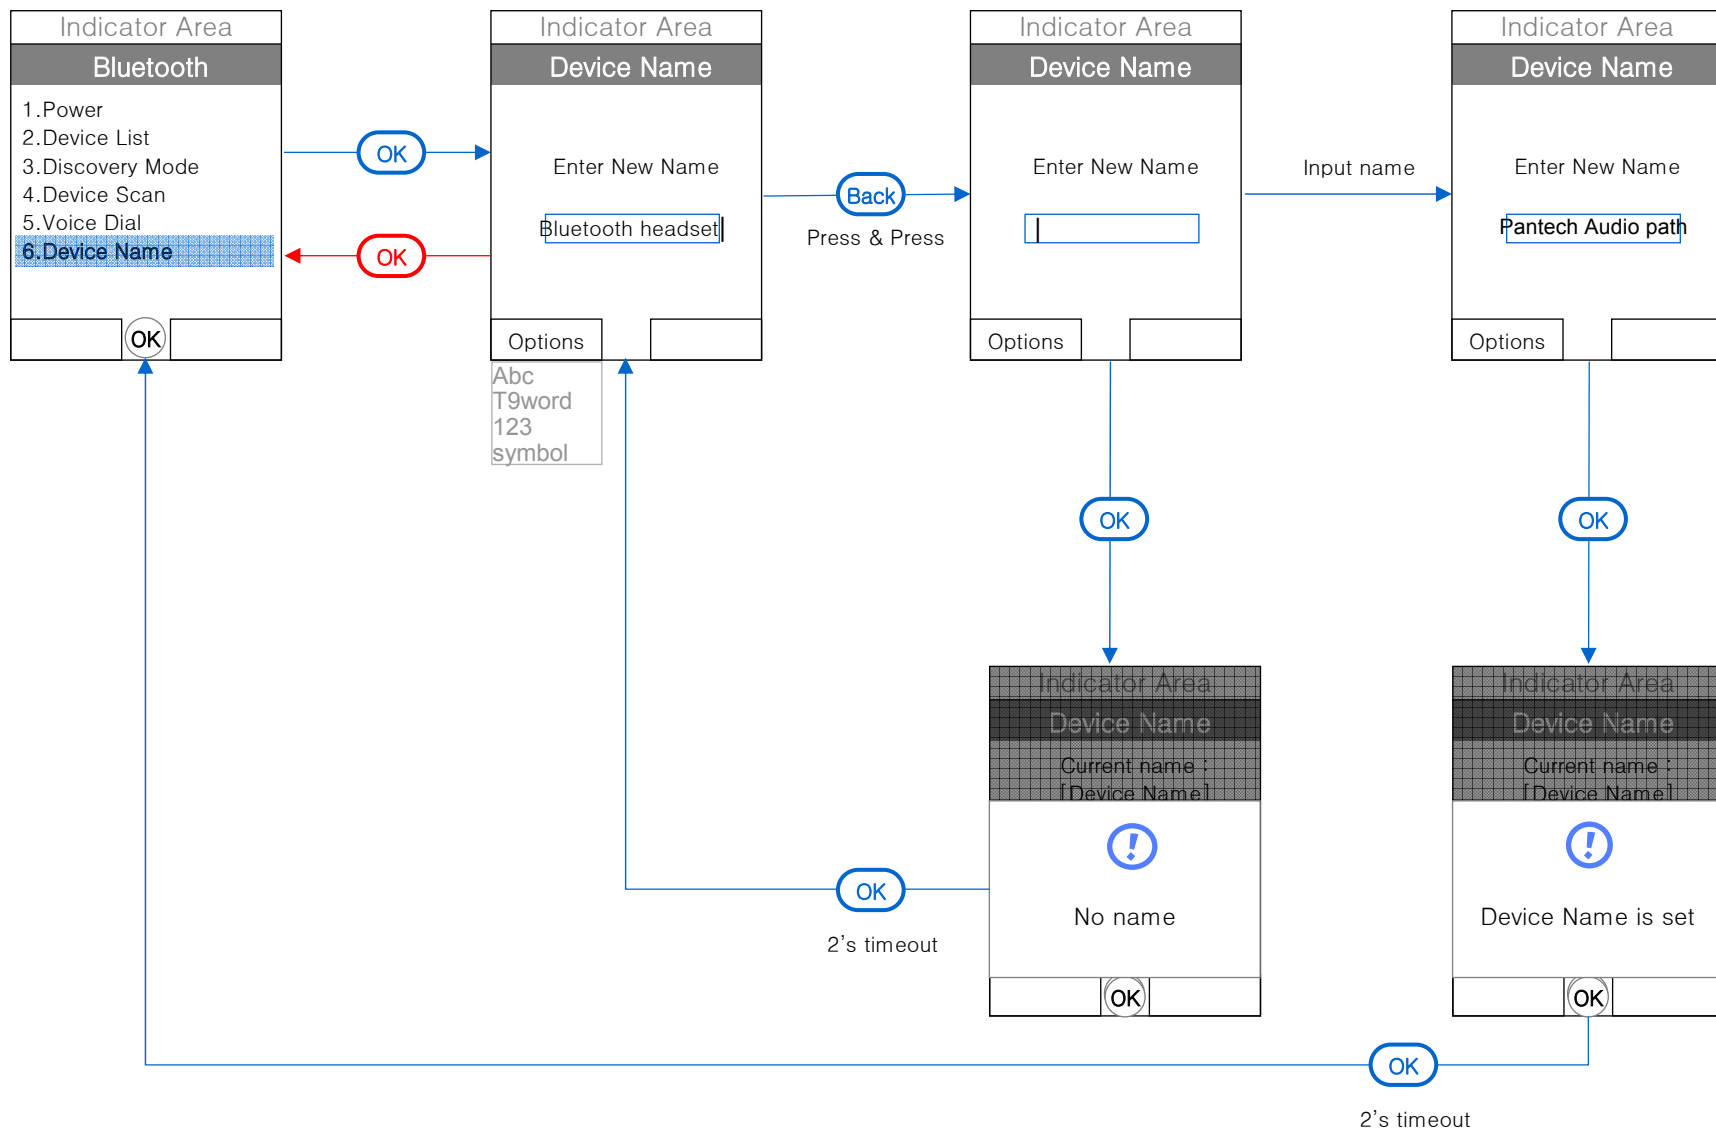 Indicator Area
Bluetooth
1.Power
2.Device List
3.Discovery Mode
4.Device Scan
5.Voice Dial
6.Device Name
OK
OK
OK
Indicator Area
Device Name
Enter New Name
Bluetooth headset
Options
Abc
T9word
123
symbol
Back
Press & Press
Indicator Area
Device Name
Enter New Name
Options
Input name
Indicator Area
Device Name
Enter New Name
Pantech Audio path
Options
OK
OK
Indicator Area
Device Name
Current name :
[Device Name]
No name
OK
OK
2's timeout
Indicator Area
Device Name
Current name :
[Device Name]
Device Name is set
OK
OK
2's timeout